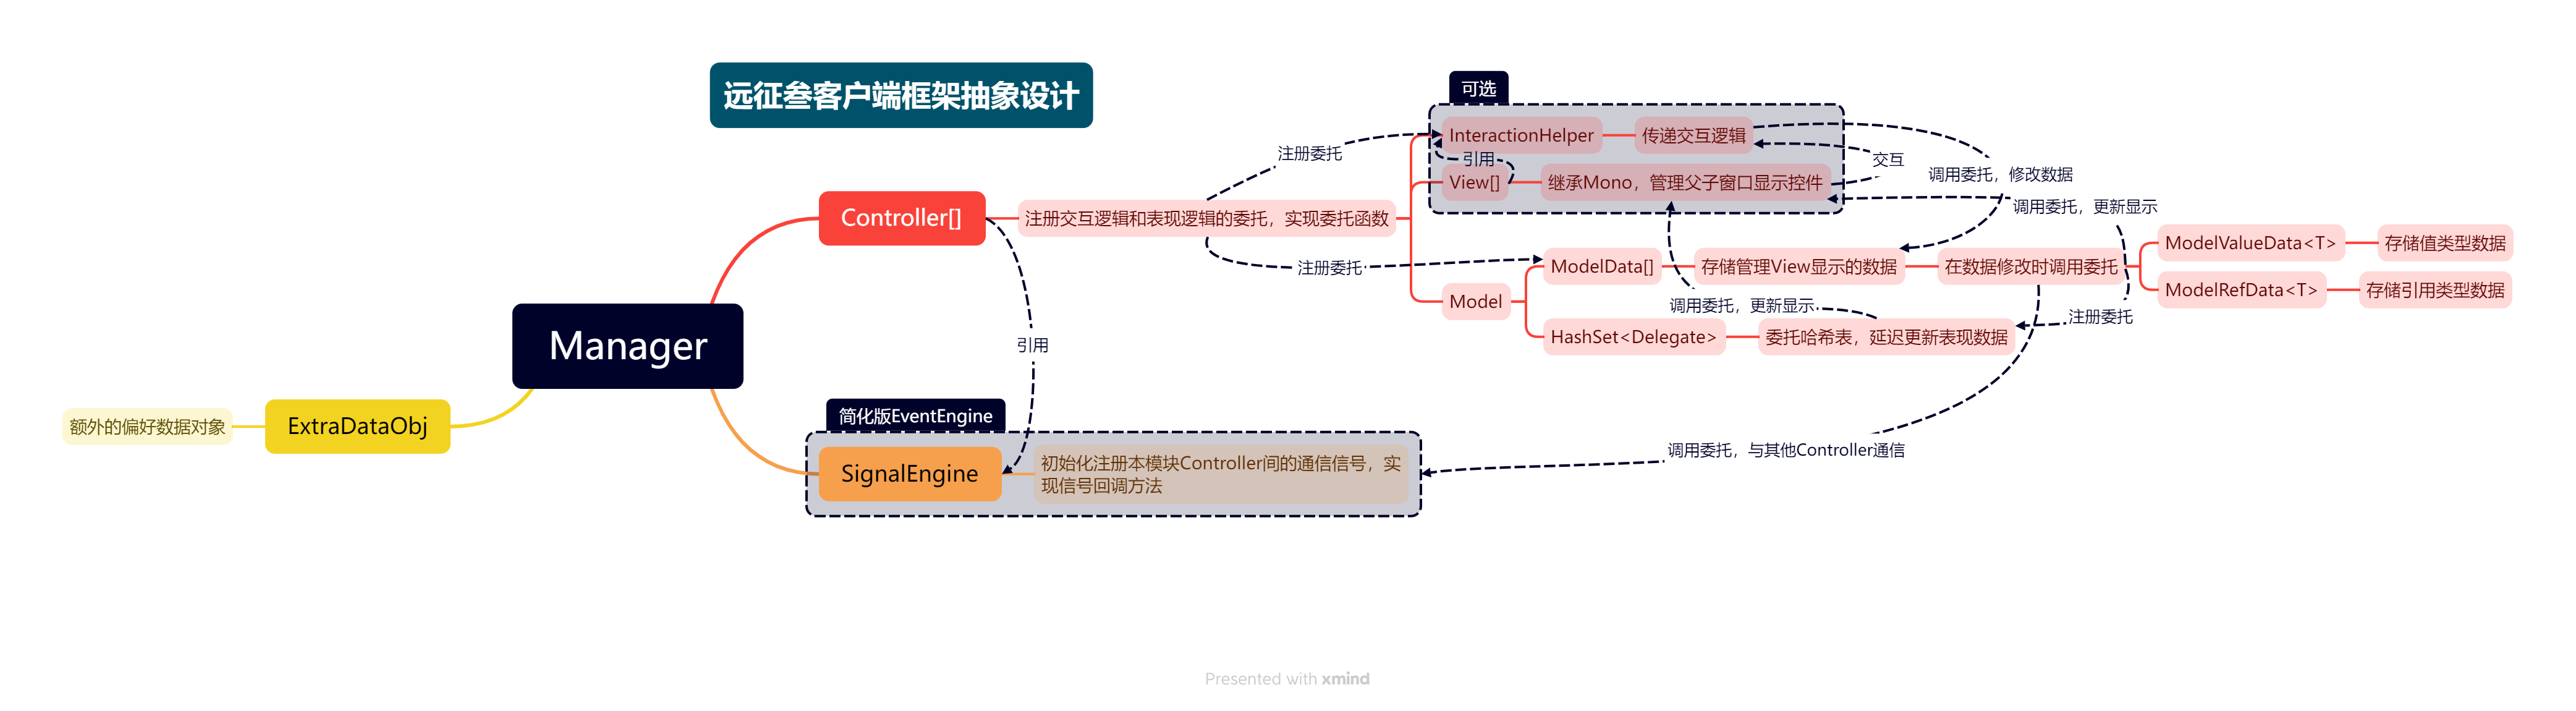 远征叁客户端框架抽象设计
可选
InteractionHelper
传递交互逻辑
注册委托
引用
交互
调用委托，修改数据
View[]
继承Mono，管理父子窗口显示控件
调用委托，更新显示
Controller[]
注册交互逻辑和表现逻辑的委托，实现委托函数
ModelValueData<T>
存储值类型数据
注册委托
ModelData[]
存储管理View显示的数据
在数据修改时调用委托
ModelRefData<T>
存储引用类型数据
Model
调用委托，更新显示
注册委托
HashSet<Delegate>
委托哈希表，延迟更新表现数据
Manager
引用
额外的偏好数据对象
ExtraDataObj
简化版EventEngine
SignalEngine
初始化注册本模块Controller间的通信信号，实
现信号回调方法
调用委托，与其他Controller通信
Presented with xmind